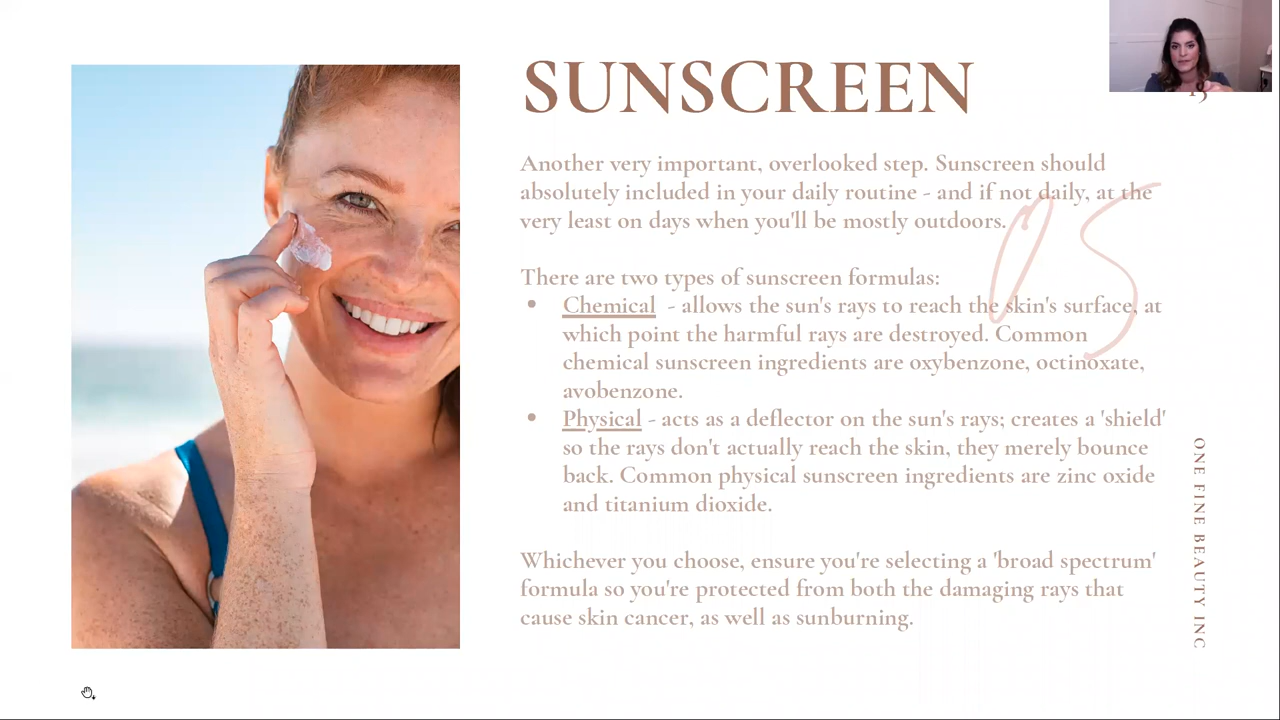 SUNSCREEN
Another very important, overlooked step. Sunscreen should
absolutely included in your daily routine - and if not daily, at the
very least on days when you'll be mostly outdoors.
There are two types of sunscreen formulas:
• Chemical - allows the sun's rays to reach the skin's surface, at
which point the harmful rays are destroyed. Common
chemical sunscreen ingredients are oxybenzone, octinoxate,
avobenzone.
• Physical - acts as a deflector on the sun's rays; creates a 'shield'
so the rays don't actually reach the skin, they merely bounce
back. Common physical sunscreen ingredients are zinc oxide
and titanium dioxide.
Whichever you choose, ensure you're selecting a 'broad spectrum'
formula so you're protected from both the damaging rays that
cause skin cancer, as well as sunburning.
05
ONE FINE BEAUTY INC